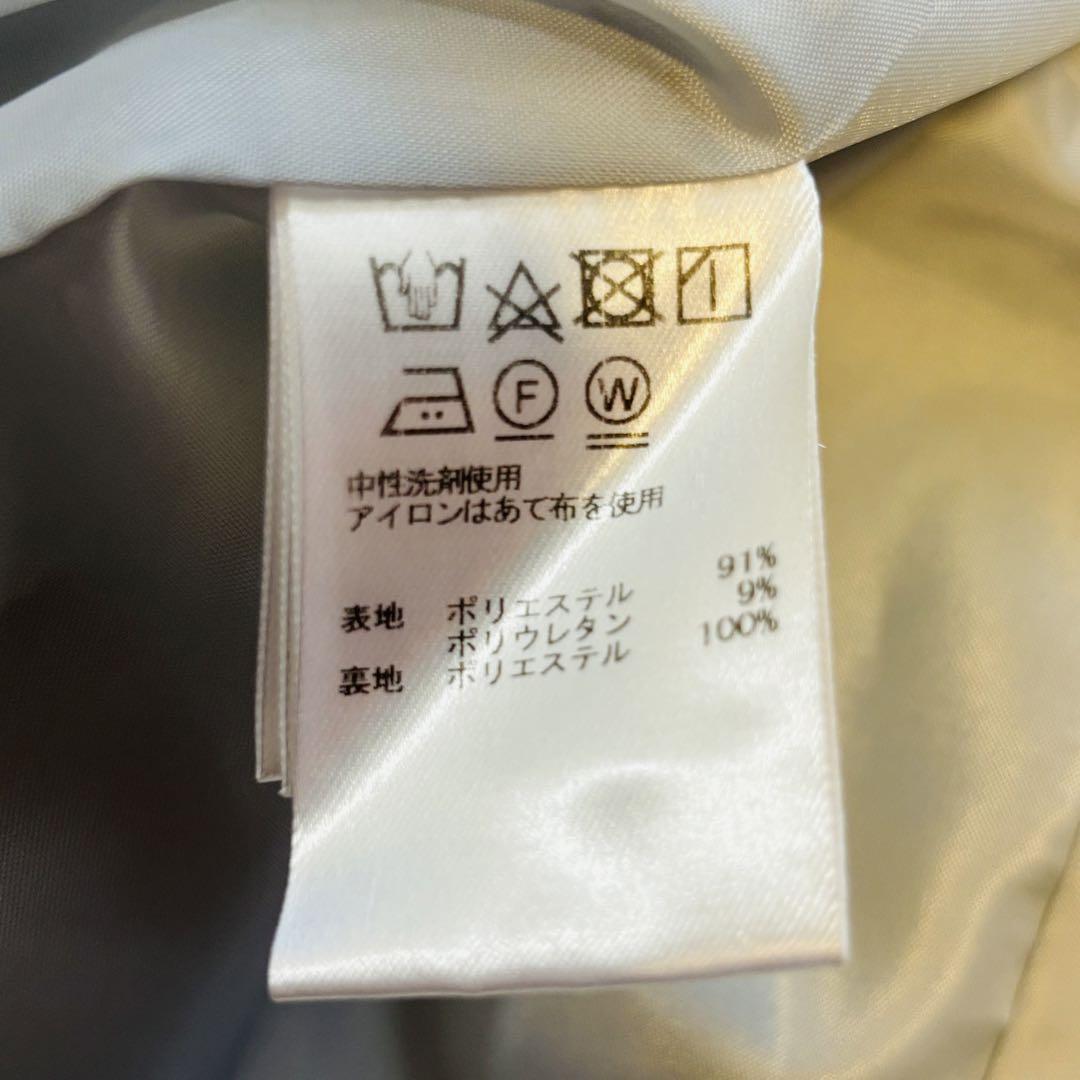 F W
中性洗剤使用
アイロンはあて布を使用
表地 ポリエステル 91%
ポリウレタン 9%
裏地 ポリエステル 100%